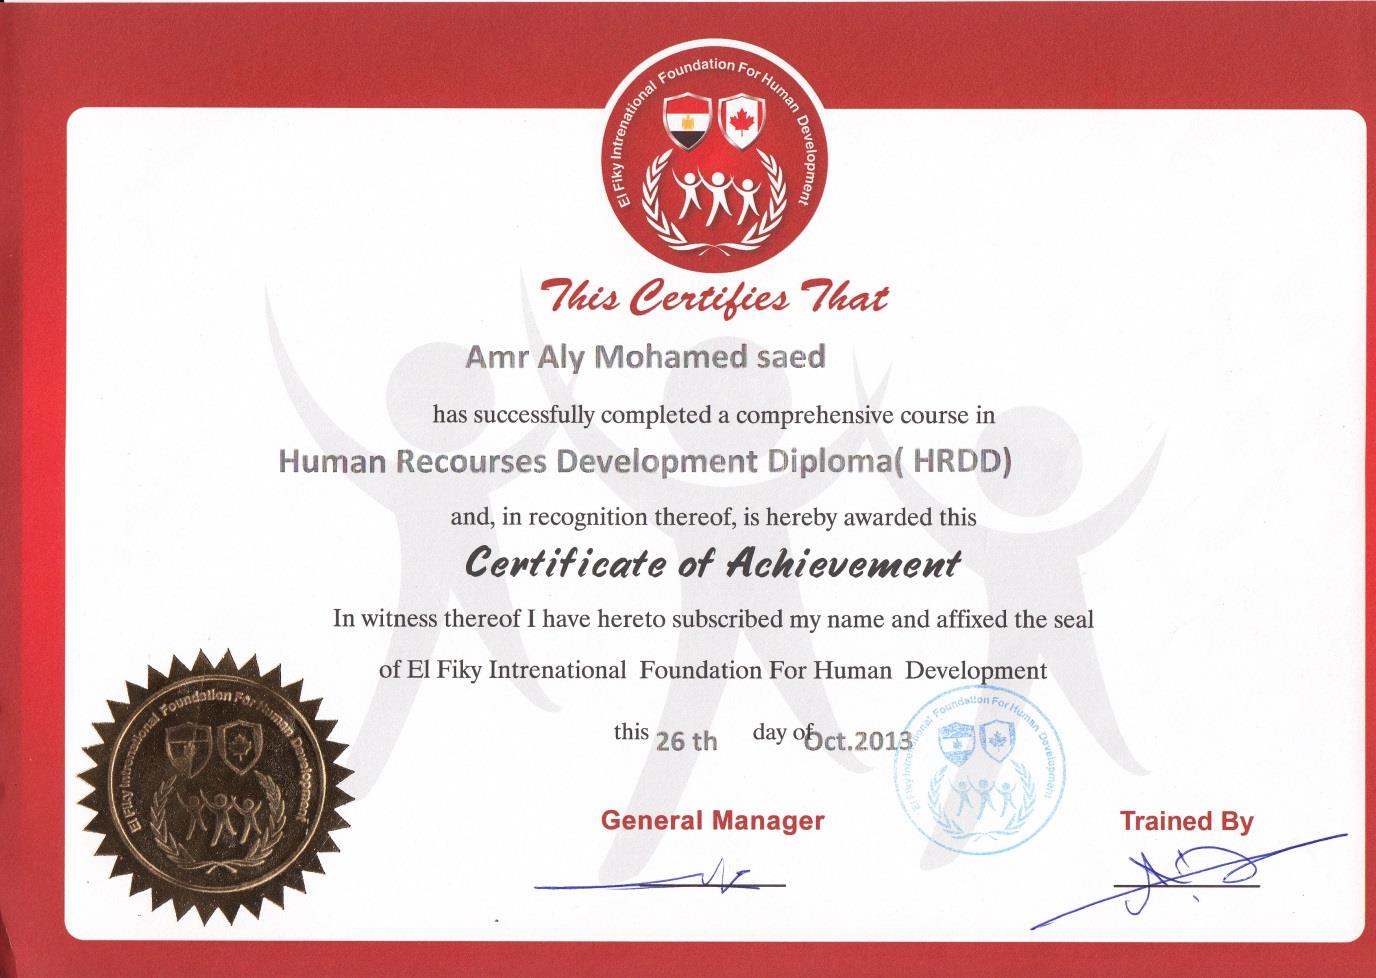 El Fiky Intrenational Foundation For Human Development
This Certifies That
Amr Aly Mohamed saed
has successfully completed a comprehensive course in
Human Recourses Development Diploma( HRDD)
and, in recognition thereof, is hereby awarded this
Certificate of Achievement
In witness thereof I have hereto subscribed my name and affixed the seal
of El Fiky Intrenational Foundation For Human Development
this 26 th day of Oct.2013
General Manager
Trained By
El Fiky Intrenational Foundation For Human Development
El Fiky Intrenational Foundation For Human Development